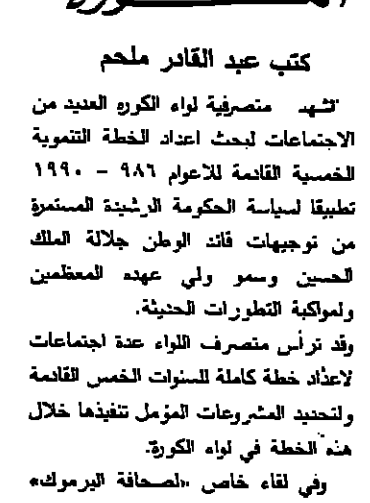 كتب عبد القادر ملحم
تشهد متصرفية لواء الكوره العديد من
الاجتماعات لبحث اعداد الخطة التنموية
الخمسية القادمة للاعوام ٩٨٦ - ١٩٩٠
تطبيقا لسياسة الحكومة الرشيدة المستمرة
من توجيهات قائد الوطن جلالة الملك
الحسين وسمو ولي عهده المعظمين
ولمواكبة التطورات الحديثة.
وقد ترأس متصرف اللواء عدة اجتماعات
لاعداد خطة كاملة للسنوات الخمس القادمة
ولتحديد المشروعات المؤمل تنفيذها خلال
هذه الخطة في لواء الكورة.
وفي لقاء خاص «لصحافة اليرموك»